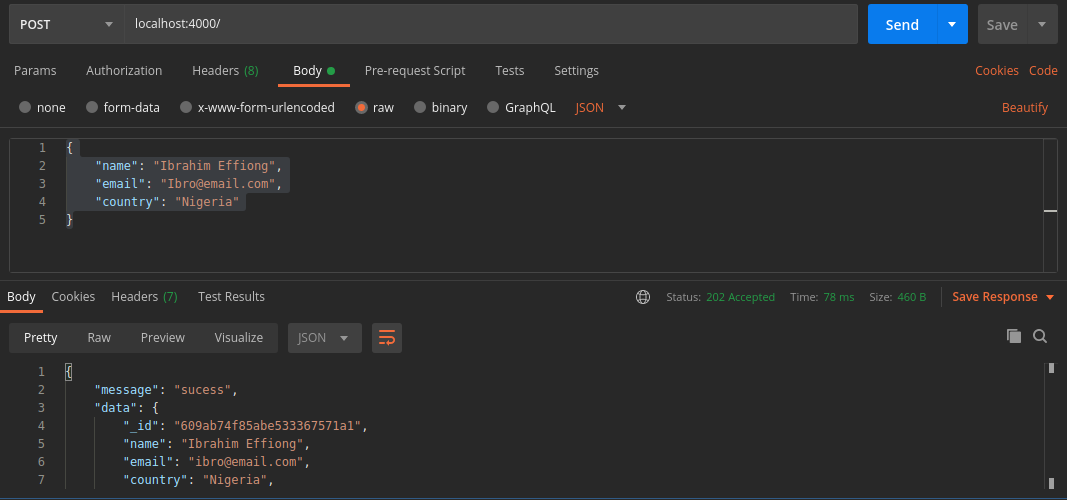 POST localhost:4000/ Send Save
Params Authorization Headers (8) Body Pre-request Script Tests Settings Cookies Code
none form-data x-www-form-urlencoded raw binary GraphQL JSON Beautify
1 {
2 "name": "Ibrahim Effiong",
3 "email": "Ibro@email.com",
4 "country": "Nigeria"
5 }
Body Cookies Headers (7) Test Results Status: 202 Accepted Time: 78 ms Size: 460 B Save Response
Pretty Raw Preview Visualize JSON
1 {
2 "message": "sucess",
3 "data": {
4 "_id": "609ab74f85abe533367571a1",
5 "name": "Ibrahim Effiong",
6 "email": "ibro@email.com",
7 "country": "Nigeria",